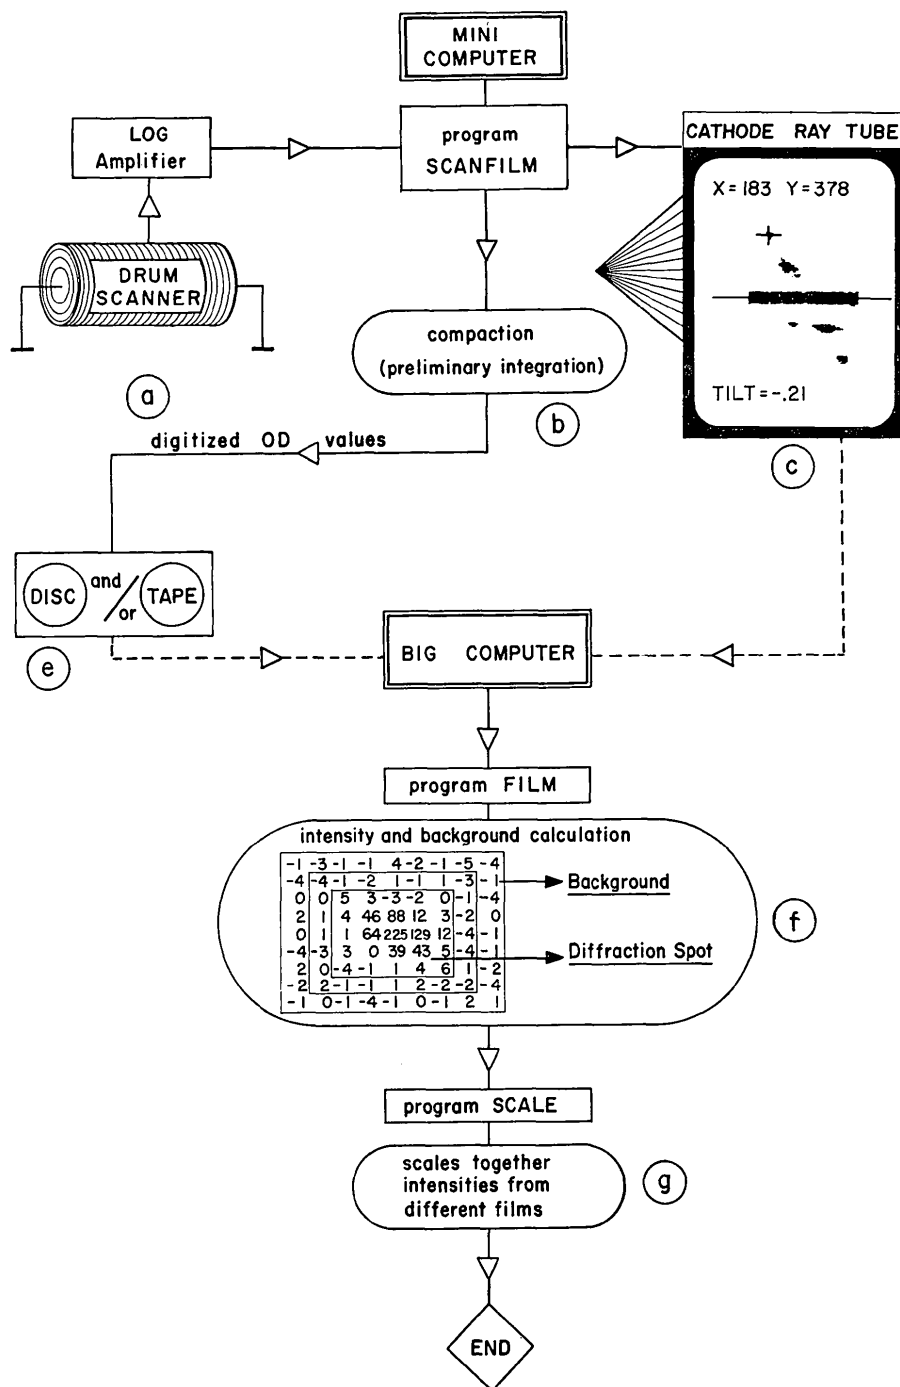 MINI
COMPUTER
LOG
Amplifier
program
SCANFILM
CATHODE RAY TUBE
X=183 Y=378
DRUM
SCANNER
compaction
(preliminary integration)
TILT=-.21
a
b
c
digitized OD values
DISC and/or TAPE
e
BIG COMPUTER
program FILM
intensity and background calculation
-1 -3 -1 -1 4 -2 -1 -5 -4
-4 -4 -1 -2 1 -1 1 -3 -1
Background
0 0 5 3 -3 -2 0 -1 -4
2 1 4 46 88 12 3 -2 0
f
0 1 1 64 225 129 12 -4 -1
-4 -3 3 0 39 43 5 -4 -1
Diffraction Spot
2 0 -4 -1 1 4 6 1 -2
-2 2 -1 -1 1 2 -2 -2 -4
-1 0 -1 -4 -1 0 -1 2 1
program SCALE
scales together
intensities from
different films
g
END